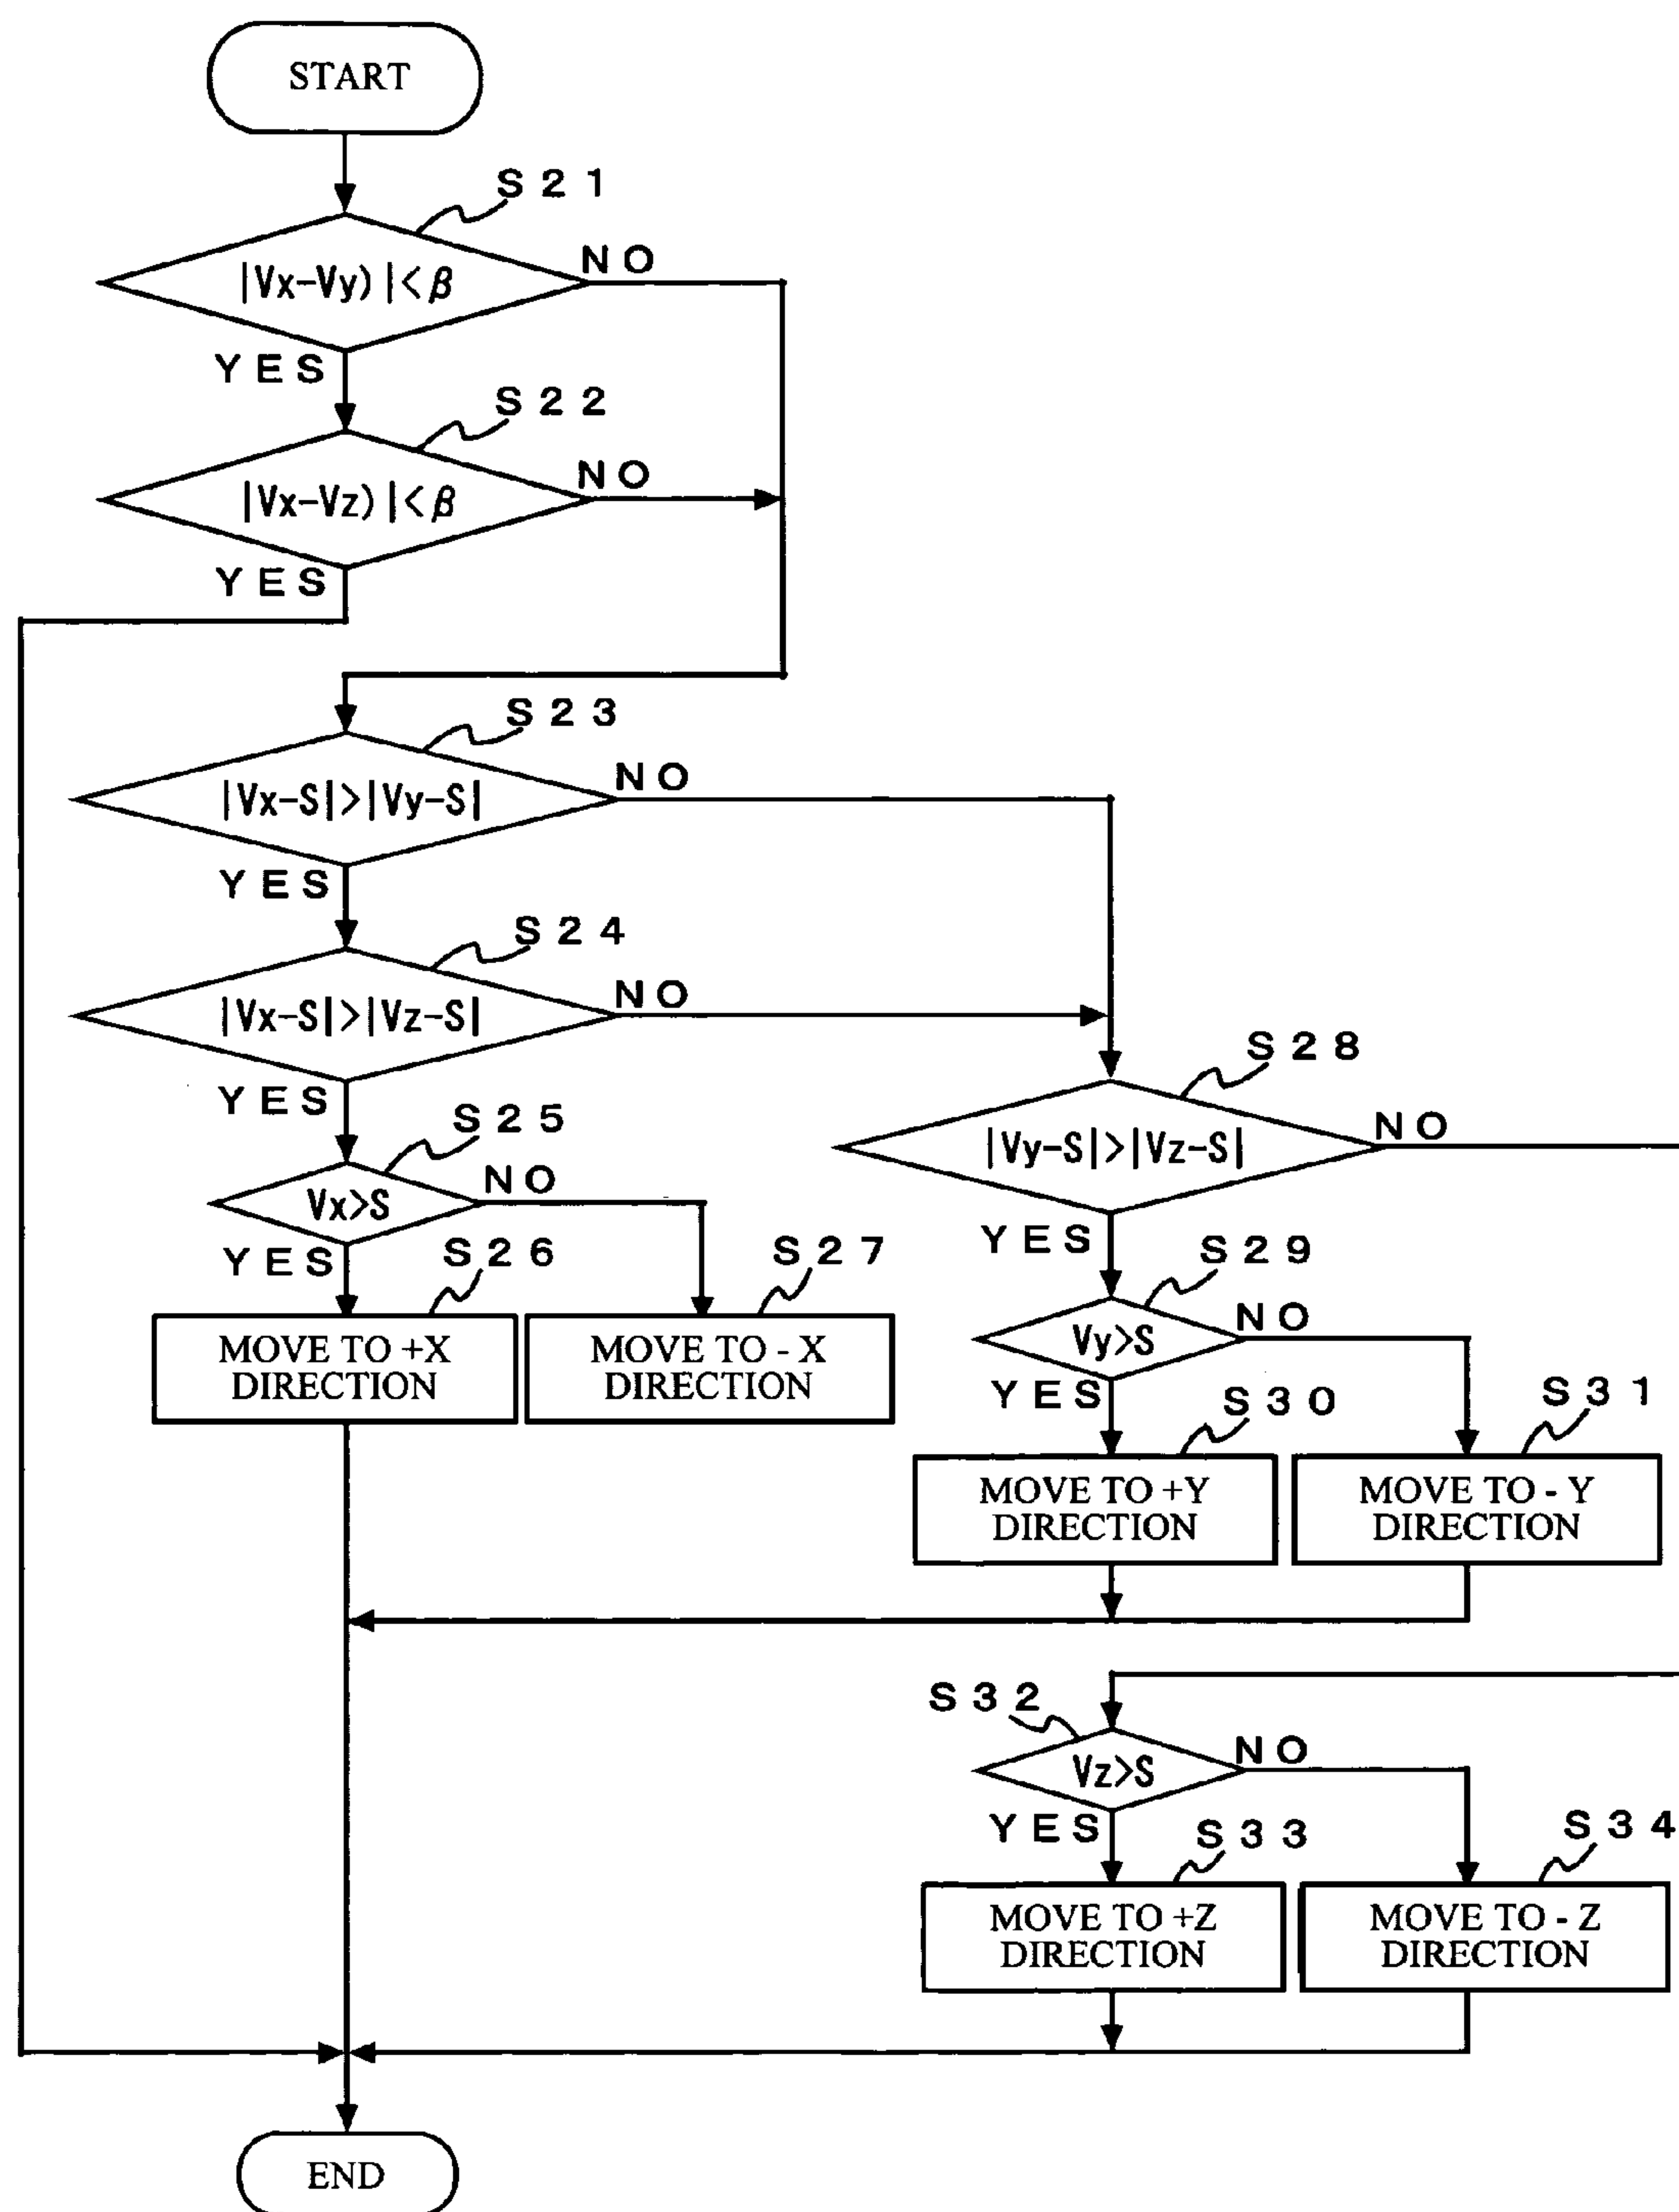 START
S21
|Vx-Vy)|<β
NO
YES
S22
|Vx-Vz)|<β
NO
YES
S23
|Vx-S|>|Vy-S|
NO
YES
S24
|Vx-S|>|Vz-S|
NO
YES
S25
Vx>S
NO
YES
S26
MOVE TO +X
DIRECTION
S27
MOVE TO - X
DIRECTION
S28
|Vy-S|>|Vz-S|
NO
YES
S29
Vy>S
NO
YES
S30
MOVE TO +Y
DIRECTION
S31
MOVE TO - Y
DIRECTION
S32
Vz>S
NO
YES
S33
MOVE TO +Z
DIRECTION
S34
MOVE TO - Z
DIRECTION
END